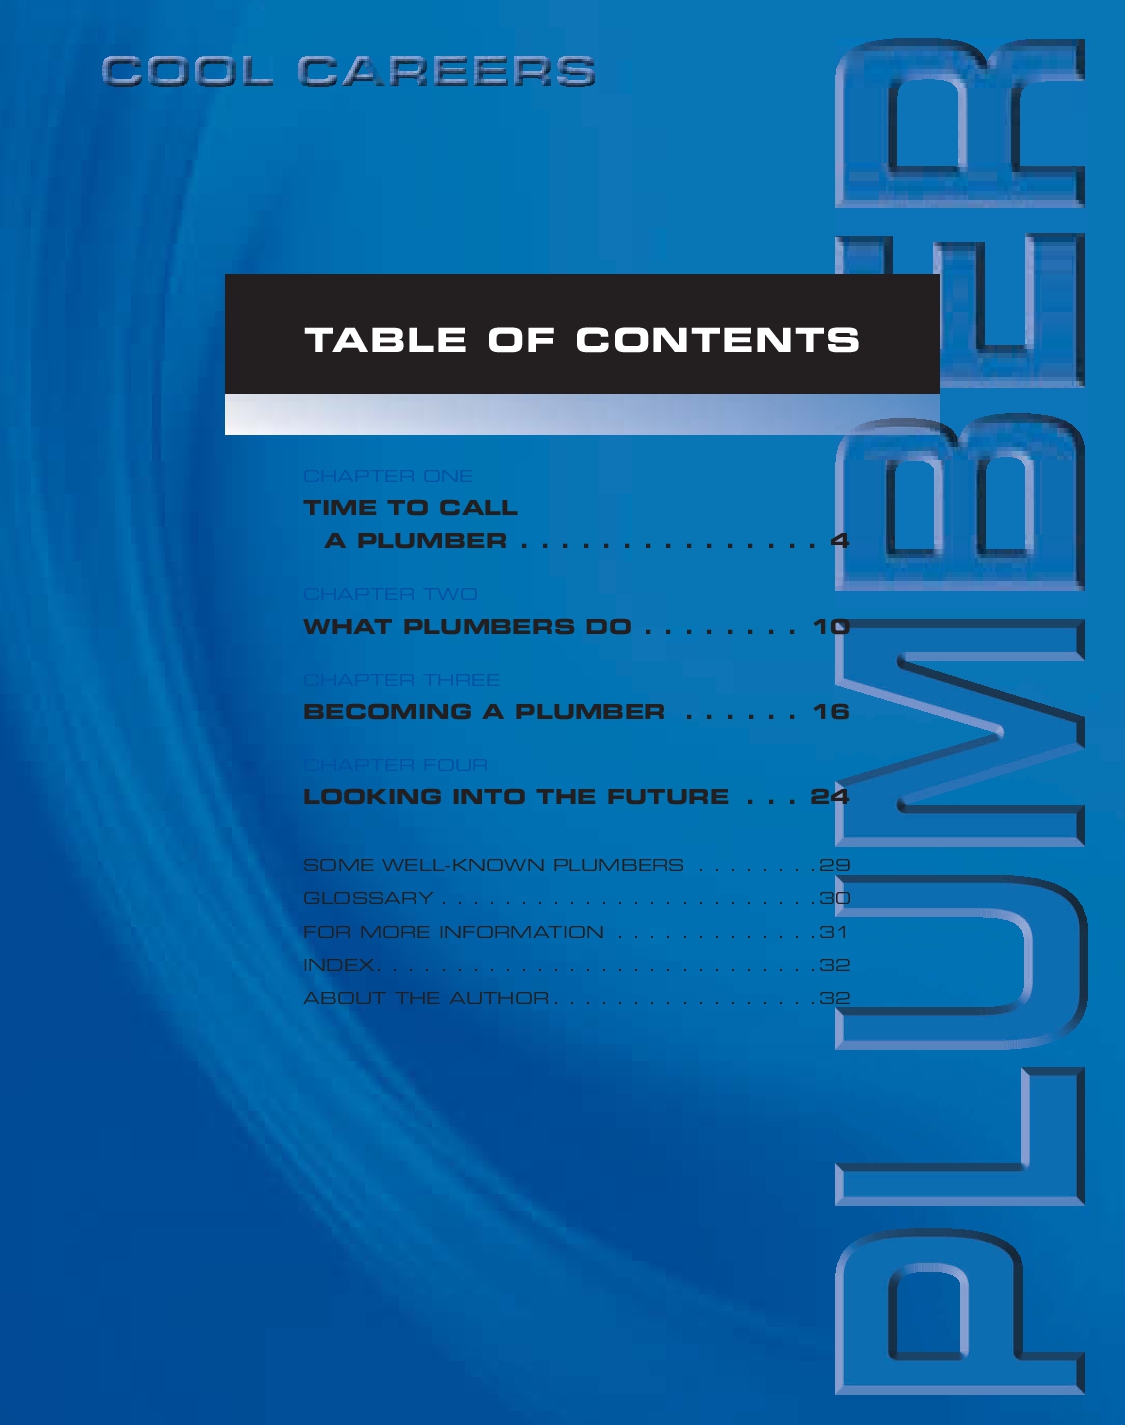 COOL CAREERS
PLUMBER
TABLE OF CONTENTS
CHAPTER ONE
TIME TO CALL
A PLUMBER . . . . . . . . . . . . . . . 4
CHAPTER TWO
WHAT PLUMBERS DO . . . . . . . . 10
CHAPTER THREE
BECOMING A PLUMBER . . . . . . 16
CHAPTER FOUR
LOOKING INTO THE FUTURE . . . 24
SOME WELL-KNOWN PLUMBERS . . . . . . . . 29
GLOSSARY . . . . . . . . . . . . . . . . . . . . . . . . 30
FOR MORE INFORMATION . . . . . . . . . . . . . 31
INDEX. . . . . . . . . . . . . . . . . . . . . . . . . . . . 32
ABOUT THE AUTHOR . . . . . . . . . . . . . . . . . 32